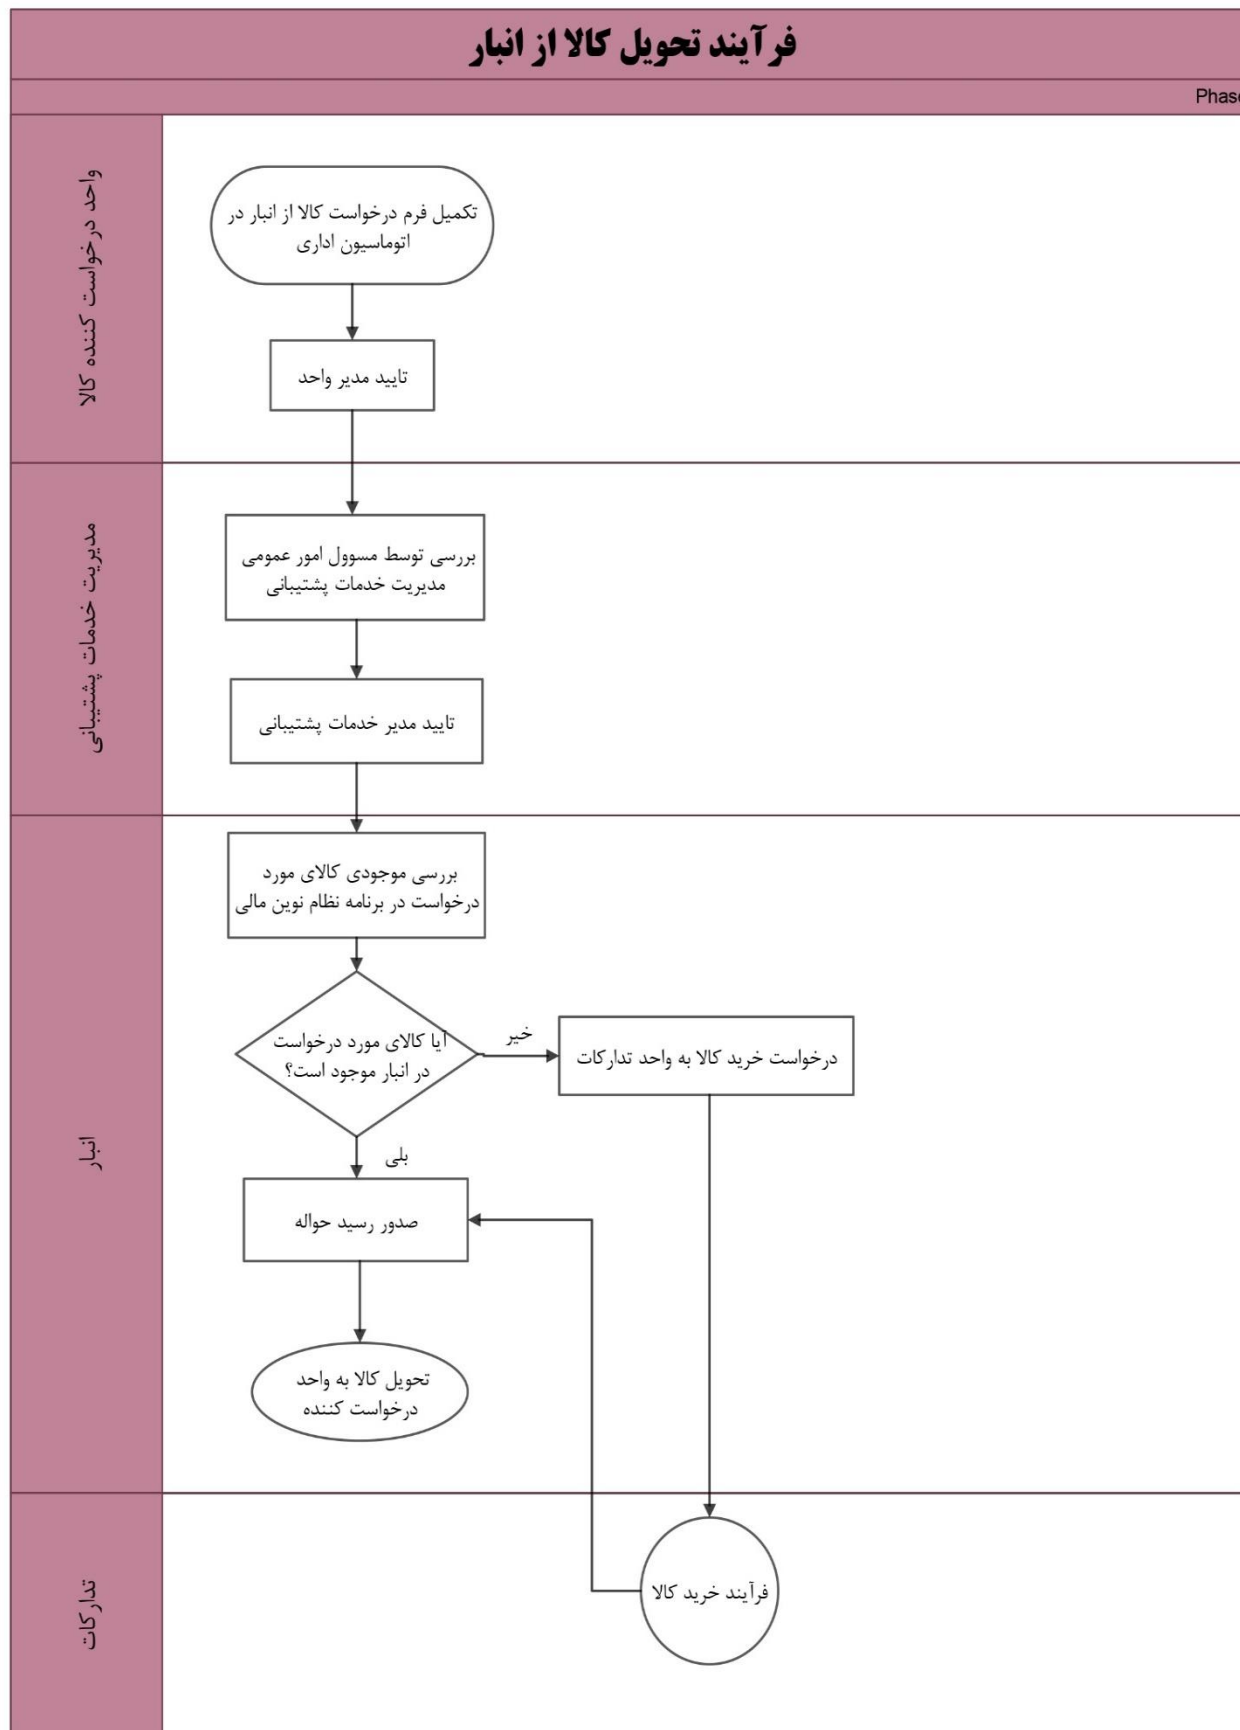 فرآیند تحویل کالا از انبار
Phase
واحد درخواست کننده کالا
تکمیل فرم درخواست کالا از انبار در
اتوماسیون اداری
تایید مدیر واحد
مدیریت خدمات پشتیبانی
بررسی توسط مسوول امور عمومی
مدیریت خدمات پشتیبانی
تایید مدیر خدمات پشتیبانی
انبار
بررسی موجودی کالای مورد
درخواست در برنامه نظام نوین مالی
آیا کالای مورد درخواست
در انبار موجود است؟
خیر
درخواست خرید کالا به واحد تدارکات
بلی
صدور رسید حواله
تحویل کالا به واحد
درخواست کننده
تدارکات
فرآیند خرید کالا